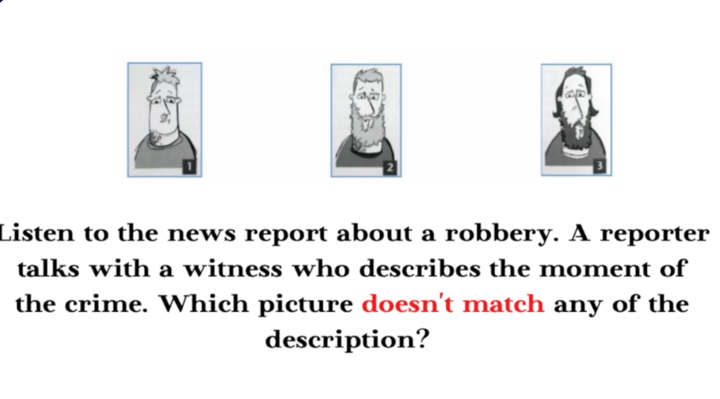 1
2
3
Listen to the news report about a robbery. A reporter
talks with a witness who describes the moment of
the crime. Which picture doesn't match any of the
description?